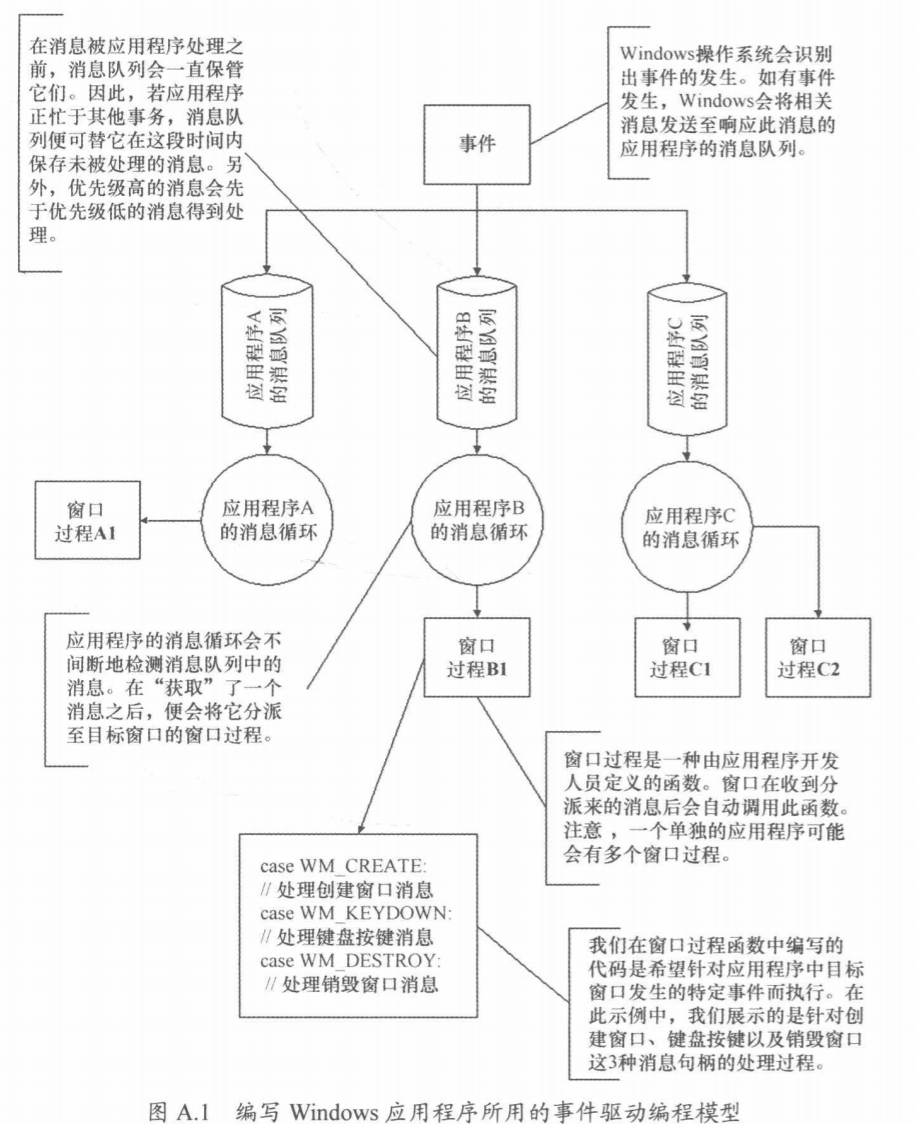 在消息被应用程序处理之
前，消息队列会一直保管
它们。因此，若应用程序
正忙于其他事务，消息队
列便可替它在这段时间内
保存未被处理的消息。另
外，优先级高的消息会先
于优先级低的消息得到处
理。
Windows操作系统会识别
出事件的发生。如有事件
发生，Windows会将相关
消息发送至响应此消息的
应用程序的消息队列。
事件
应用程序A
的消息队列
应用程序B
的消息队列
应用程序C
的消息队列
窗口
过程A1
应用程序A
的消息循环
应用程序B
的消息循环
应用程序C
的消息循环
应用程序的消息循环会不
间断地检测消息队列中的
消息。在“获取”了一个
消息之后，便会将它分派
至目标窗口的窗口过程。
窗口
过程B1
窗口
过程C1
窗口
过程C2
窗口过程是一种由应用程序开发
人员定义的函数。窗口在收到分
派来的消息后会自动调用此函数。
注意 ，一个单独的应用程序可能
会有多个窗口过程。
case WM_CREATE:
// 处理创建窗口消息
case WM_KEYDOWN:
// 处理键盘按键消息
case WM_DESTROY:
// 处理销毁窗口消息
我们在窗口过程函数中编写的
代码是希望针对应用程序中目标
窗口发生的特定事件而执行。在
此示例中，我们展示的是针对创
建窗口、键盘按键以及销毁窗口
这3种消息句柄的处理过程。
图 A.1 编写 Windows 应用程序所用的事件驱动编程模型